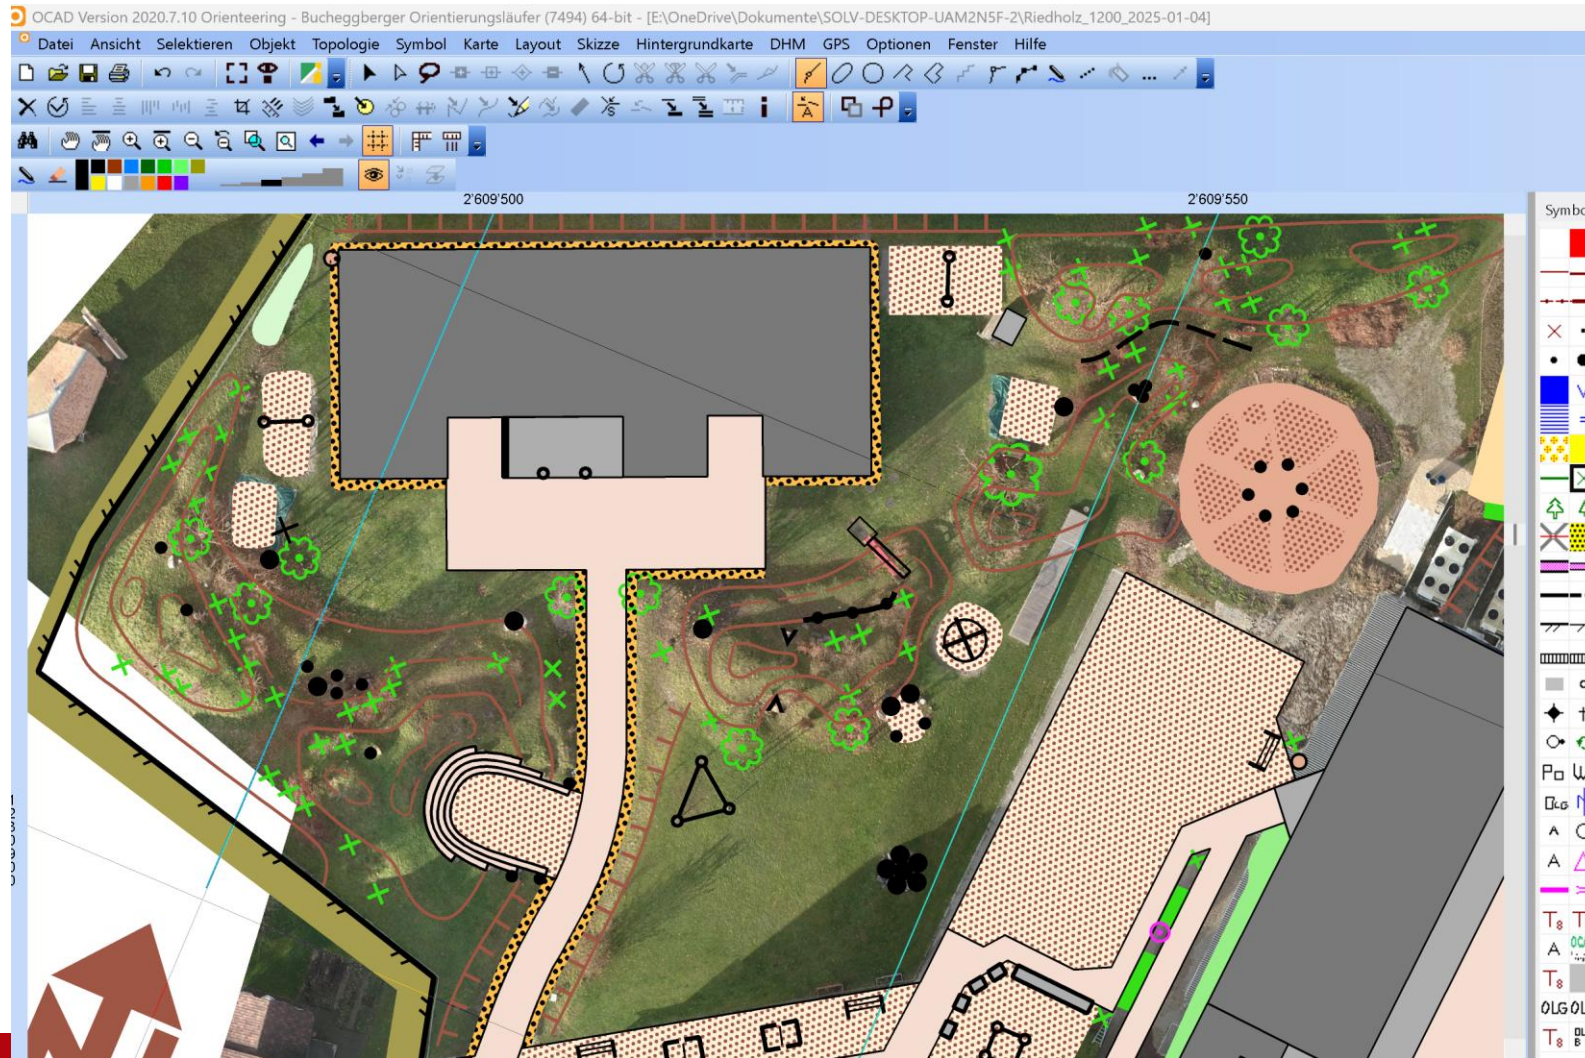 OCAD Version 2020.7.10 Orienteering - Bucheggberger Orientierungsläufer (7494) 64-bit - [E:\OneDrive\Dokumente\SOLV-DESKTOP-UAM2N5F-2\Riedholz_1200_2025-01-04]
Datei Ansicht Selektieren Objekt Topologie Symbol Karte Layout Skizze Hintergrundkarte DHM GPS Optionen Fenster Hilfe
2'609'500 2'609'550
Symbo